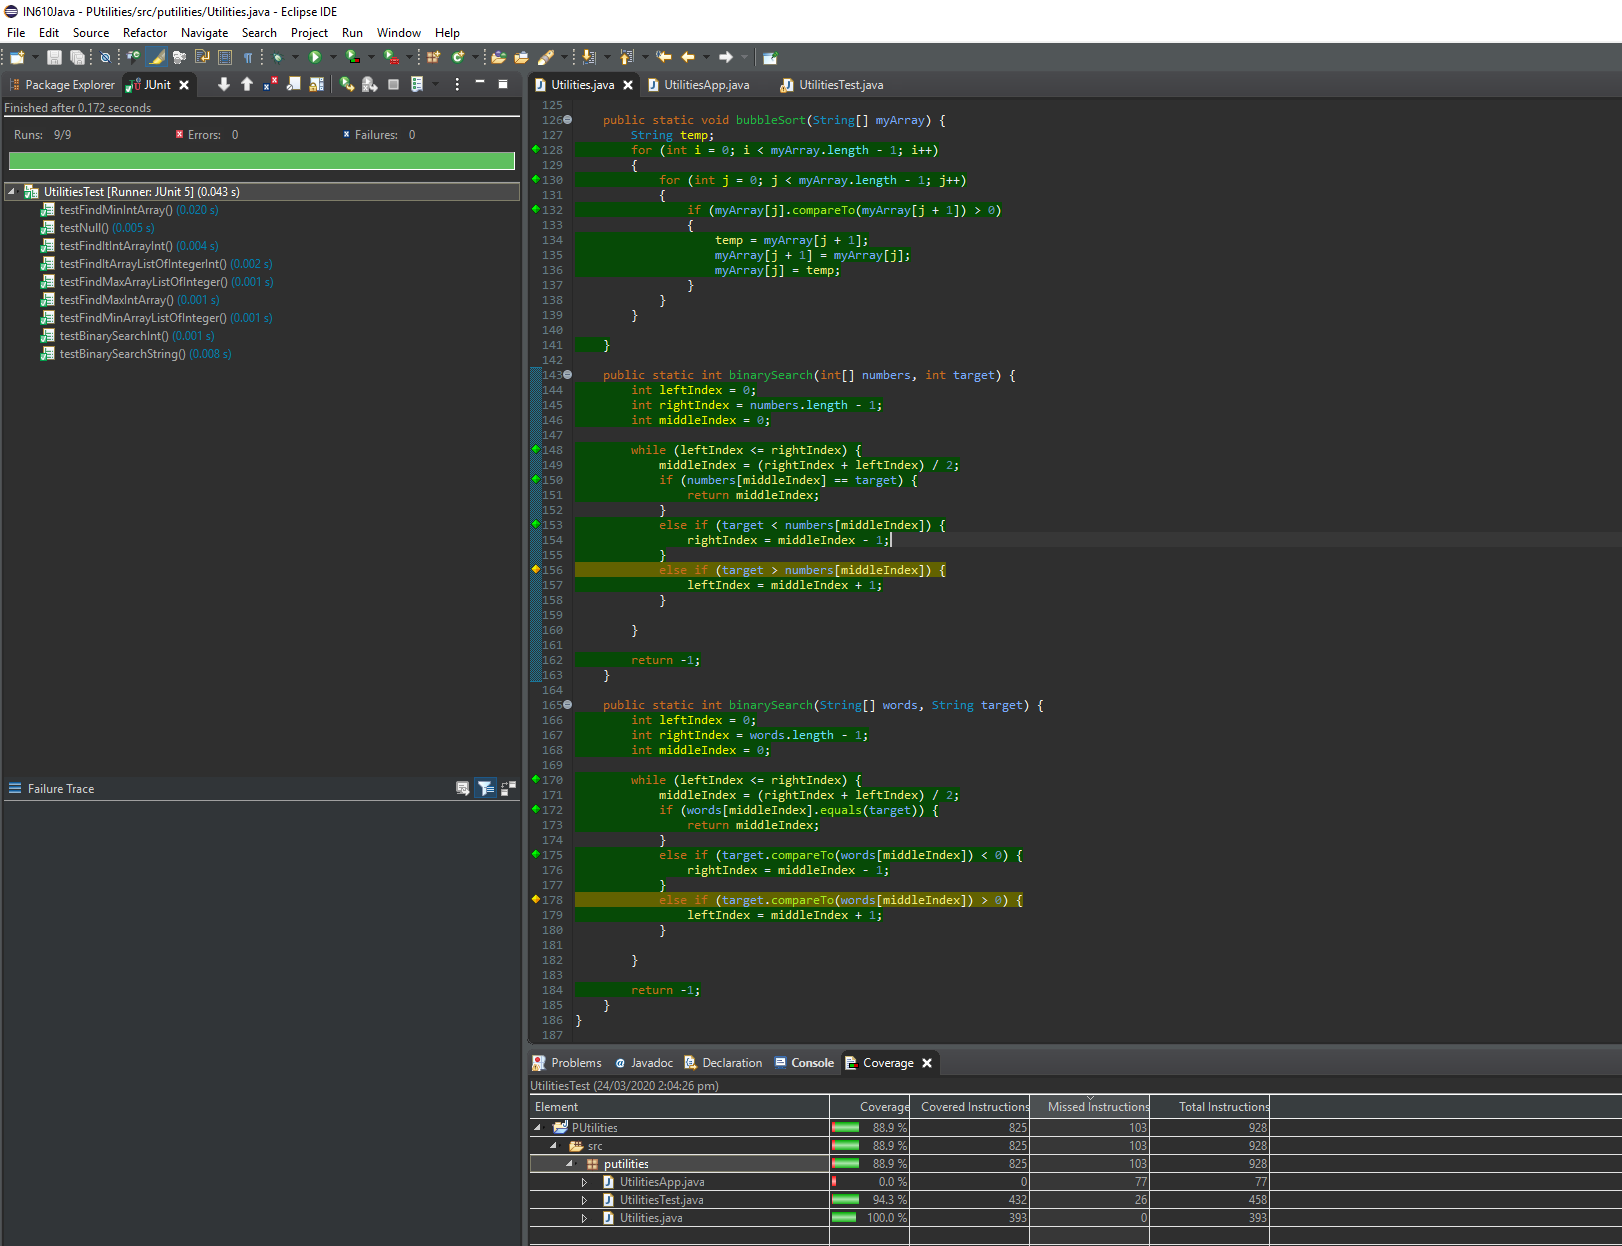 IN610Java - PUtilities/src/putilities/Utilities.java - Eclipse IDE
File Edit Source Refactor Navigate Search Project Run Window Help
Package Explorer JUnit
Finished after 0.172 seconds
Runs: 9/9 Errors: 0 Failures: 0
UtilitiesTest [Runner: JUnit 5] (0.043 s)
testFindMinIntArray() (0.020 s)
testNull() (0.005 s)
testFindItIntArrayInt() (0.004 s)
testFindItArrayListOfIntegerInt() (0.002 s)
testFindMaxArrayListOfInteger() (0.001 s)
testFindMaxIntArray() (0.001 s)
testFindMinArrayListOfInteger() (0.001 s)
testBinarySearchInt() (0.001 s)
testBinarySearchString() (0.008 s)
Failure Trace
Utilities.java UtilitiesApp.java UtilitiesTest.java
125
126 public static void bubbleSort(String[] myArray) {
127 String temp;
128 for (int i = 0; i < myArray.length - 1; i++)
129 {
130 for (int j = 0; j < myArray.length - 1; j++)
131 {
132 if (myArray[j].compareTo(myArray[j + 1]) > 0)
133 {
134 temp = myArray[j + 1];
135 myArray[j + 1] = myArray[j];
136 myArray[j] = temp;
137 }
138 }
139 }
140
141 }
142
143 public static int binarySearch(int[] numbers, int target) {
144 int leftIndex = 0;
145 int rightIndex = numbers.length - 1;
146 int middleIndex = 0;
147
148 while (leftIndex <= rightIndex) {
149 middleIndex = (rightIndex + leftIndex) / 2;
150 if (numbers[middleIndex] == target) {
151 return middleIndex;
152 }
153 else if (target < numbers[middleIndex]) {
154 rightIndex = middleIndex - 1;
155 }
156 else if (target > numbers[middleIndex]) {
157 leftIndex = middleIndex + 1;
158 }
159
160 }
161
162 return -1;
163 }
164
165 public static int binarySearch(String[] words, String target) {
166 int leftIndex = 0;
167 int rightIndex = words.length - 1;
168 int middleIndex = 0;
169
170 while (leftIndex <= rightIndex) {
171 middleIndex = (rightIndex + leftIndex) / 2;
172 if (words[middleIndex].equals(target)) {
173 return middleIndex;
174 }
175 else if (target.compareTo(words[middleIndex]) < 0) {
176 rightIndex = middleIndex - 1;
177 }
178 else if (target.compareTo(words[middleIndex]) > 0) {
179 leftIndex = middleIndex + 1;
180 }
181
182 }
183
184 return -1;
185 }
186 }
187
Problems Javadoc Declaration Console Coverage
UtilitiesTest (24/03/2020 2:04:26 pm)
Element Coverage Covered Instructions Missed Instructions Total Instructions
PUtilities 88.9 % 825 103 928
src 88.9 % 825 103 928
putilities 88.9 % 825 103 928
UtilitiesApp.java 0.0 % 0 77 77
UtilitiesTest.java 94.3 % 432 26 458
Utilities.java 100.0 % 393 0 393